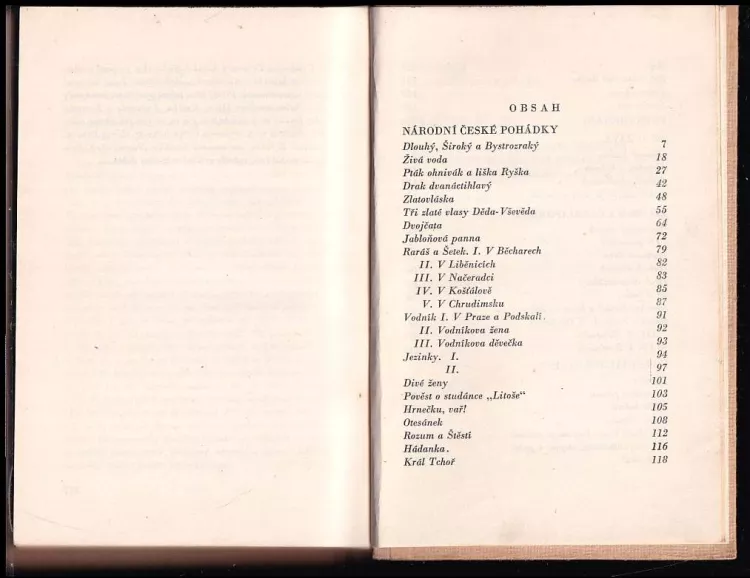 OBSAH
NÁRODNÍ ČESKÉ POHÁDKY
Dlouhý, Široký a Bystrozraký 7
Živá voda 18
Pták ohnivák a liška Ryška 27
Drak dvanáctihlavý 42
Zlatovláska 48
Tři zlaté vlasy Děda-Vševěda 55
Dvojčata 64
Jabloňová panna 72
Raráš a Šetek. I. V Běcharech 79
II. V Liběnicích 82
III. V Načeradci 83
IV. V Košťálově 85
V. V Chrudimsku 87
Vodník I. V Praze a Podskalí. 91
II. Vodníkova žena 92
III. Vodníkova děvečka 93
Jezinky. I. 94
II. 97
Divé ženy 101
Pověst o studánce „Litoše“ 103
Hrnečku, vař! 105
Otesánek 108
Rozum a Štěstí 112
Hádanka. 116
Král Tchoř 118